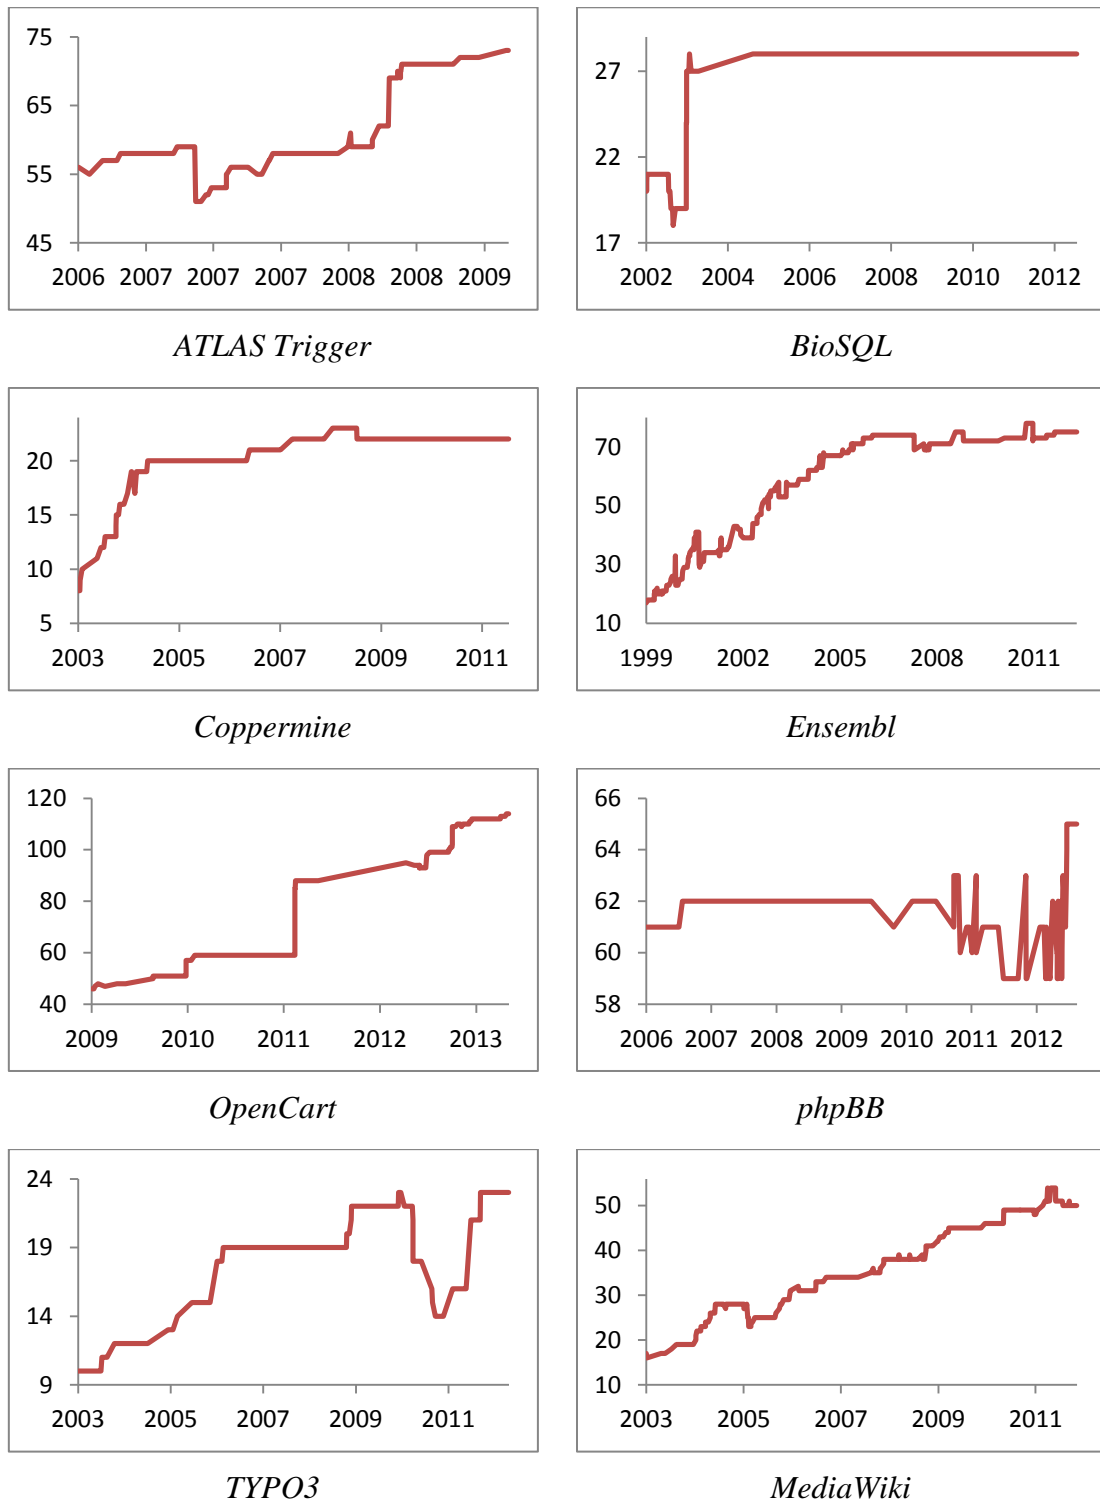 75
65
55
45
2006 2007 2007 2007 2008 2008 2009
ATLAS Trigger
27
22
17
2002 2004 2006 2008 2010 2012
BioSQL
20
15
10
5
2003 2005 2007 2009 2011
Coppermine
70
50
30
10
1999 2002 2005 2008 2011
Ensembl
120
100
80
60
40
2009 2010 2011 2012 2013
OpenCart
66
64
62
60
58
2006 2007 2008 2009 2010 2011 2012
phpBB
24
19
14
9
2003 2005 2007 2009 2011
TYPO3
50
40
30
20
10
2003 2005 2007 2009 2011
MediaWiki